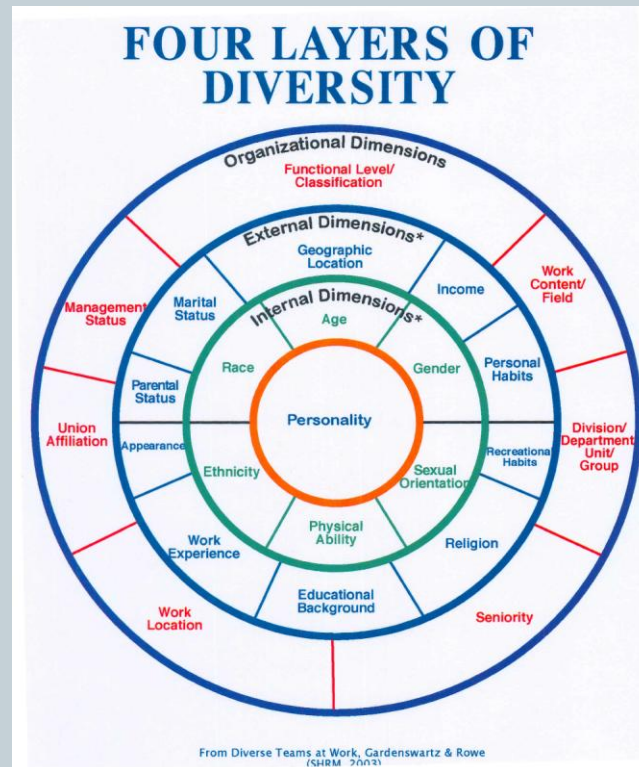 FOUR LAYERS OF
DIVERSITY
Organizational Dimensions
Functional Level/
Classification
External Dimensions*
Geographic
Location
Income
Work
Content/
Field
Management
Status
Marital
Status
Internal Dimensions*
Age
Race
Gender
Personal
Habits
Parental
Status
Personality
Union
Affiliation
Division/
Department
Unit/
Group
Appearance
Recreational
Habits
Ethnicity
Sexual
Orientation
Physical
Ability
Work
Experience
Religion
Educational
Background
Work
Location
Seniority
From Diverse Teams at Work, Gardenswartz & Rowe
(SHRM, 2003)